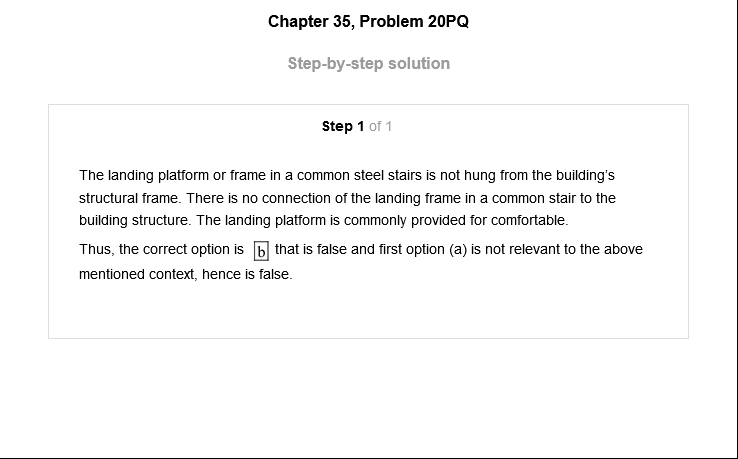 Chapter 35, Problem 20PQ
Step-by-step solution
Step 1 of 1
The landing platform or frame in a common steel stairs is not hung from the building's
structural frame. There is no connection of the landing frame in a common stair to the
building structure. The landing platform is commonly provided for comfortable.
Thus, the correct option is b that is false and first option (a) is not relevant to the above
mentioned context, hence is false.